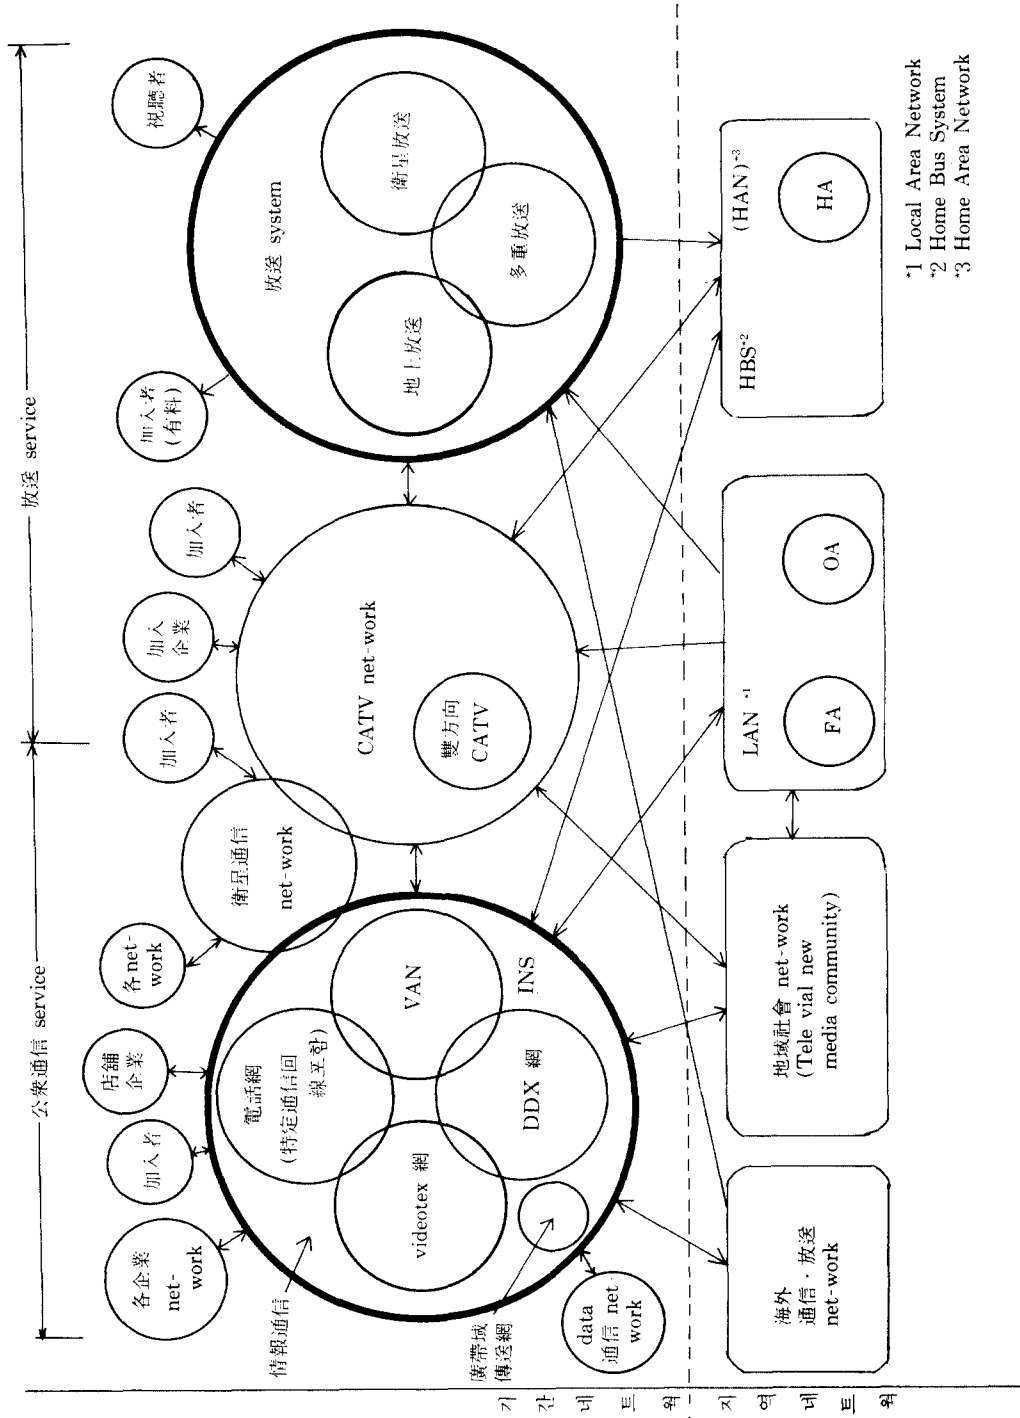 公衆通信 service
放送 service
各企業
net-
work
加入者
店舗
企業
各net-
work
加入者
加入
企業
加入者
加入者
(有料)
視聴者
情報通信
電話網
(特定通信回
線포함)
VAN
videotex 網
DDX 網
INS
廣帶域
傳送網
data
通信 net-
work
衛星通信
net-work
CATV net-work
雙方向
CATV
放送 system
地上放送
衛星放送
多重放送
기간네트웍
지역네트웍
海外
通信·放送
net-work
地域社會 net-work
(Tele vial new
media community)
LAN *1
FA
OA
HBS*2
(HAN)*3
HA
*1 Local Area Network
*2 Home Bus System
*3 Home Area Network